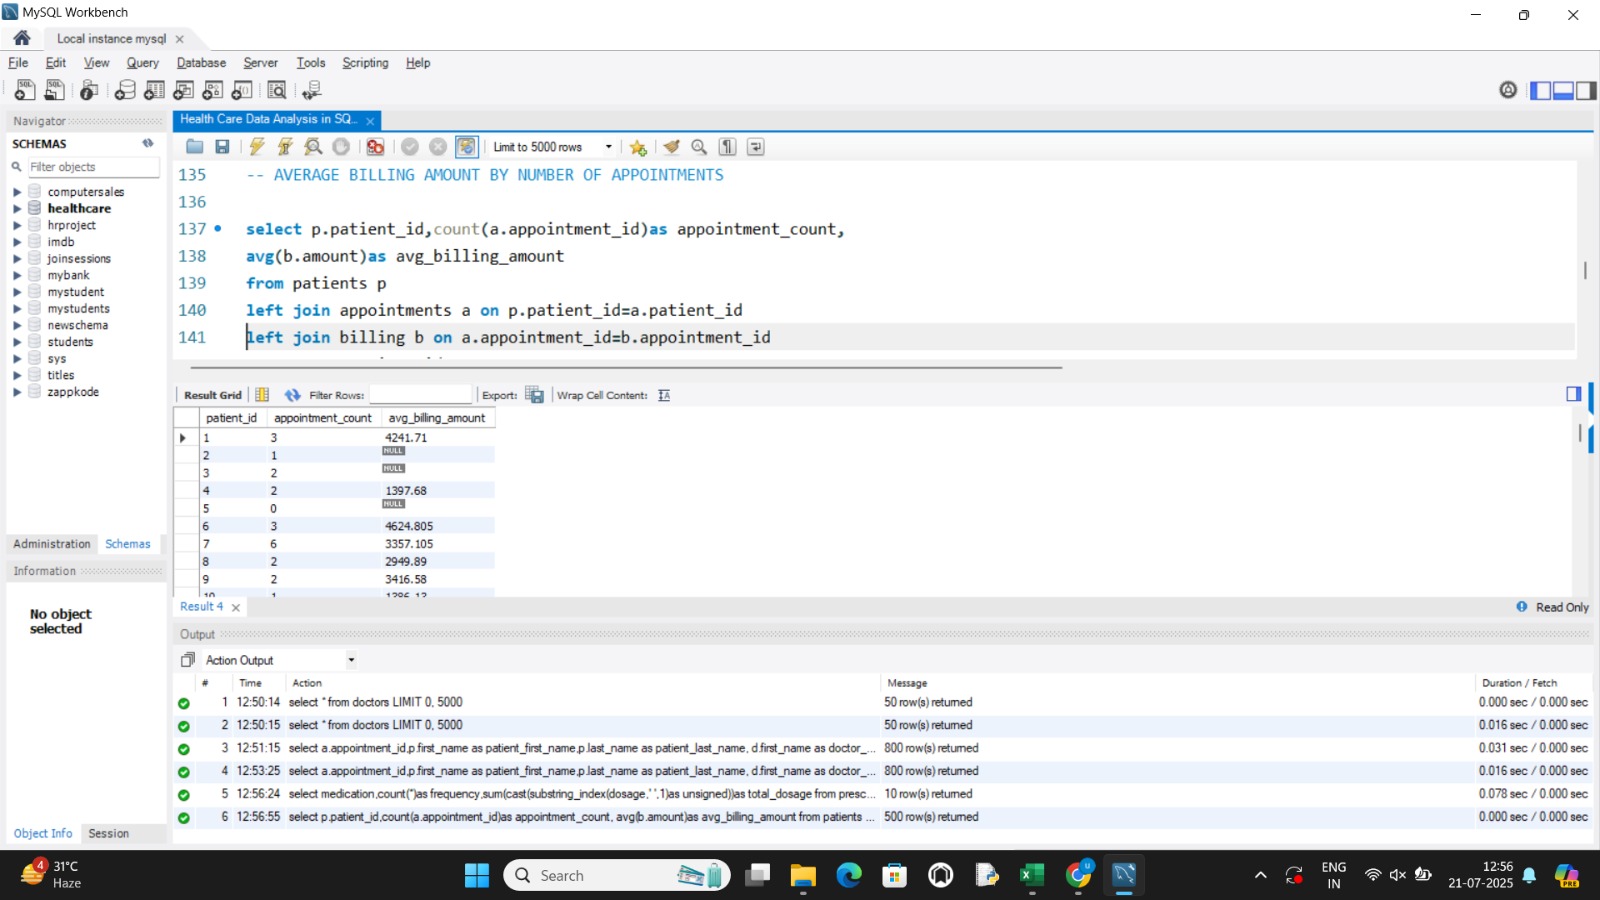 MySQL Workbench
Local instance mysql
File Edit View Query Database Server Tools Scripting Help
Navigator
SCHEMAS
Filter objects
computersales
healthcare
hrproject
imdb
joinsessions
mybank
mystudent
mystudents
newschema
students
sys
titles
zappkode
Administration Schemas
Information
No object
selected
Object Info Session
Health Care Data Analysis in SQ...
Limit to 5000 rows
135 -- AVERAGE BILLING AMOUNT BY NUMBER OF APPOINTMENTS
136
137 select p.patient_id,count(a.appointment_id)as appointment_count,
138 avg(b.amount)as avg_billing_amount
139 from patients p
140 left join appointments a on p.patient_id=a.patient_id
141 left join billing b on a.appointment_id=b.appointment_id
Result Grid Filter Rows: Export: Wrap Cell Content:
patient_id appointment_count avg_billing_amount
1 3 4241.71
2 1 NULL
3 2 NULL
4 2 1397.68
5 0 NULL
6 3 4624.805
7 6 3357.105
8 2 2949.89
9 2 3416.58
10 1 1386.13
Result 4 Read Only
Output
Action Output
# Time Action Message Duration / Fetch
1 12:50:14 select * from doctors LIMIT 0, 5000 50 row(s) returned 0.000 sec / 0.000 sec
2 12:50:15 select * from doctors LIMIT 0, 5000 50 row(s) returned 0.016 sec / 0.000 sec
3 12:51:15 select a.appointment_id,p.first_name as patient_first_name,p.last_name as patient_last_name, d.first_name as doctor_... 800 row(s) returned 0.031 sec / 0.000 sec
4 12:53:25 select a.appointment_id,p.first_name as patient_first_name,p.last_name as patient_last_name, d.first_name as doctor_... 800 row(s) returned 0.016 sec / 0.000 sec
5 12:56:24 select medication,count(*)as frequency,sum(cast(substring_index(dosage,' ',1)as unsigned))as total_dosage from presc... 10 row(s) returned 0.078 sec / 0.000 sec
6 12:56:55 select p.patient_id,count(a.appointment_id)as appointment_count, avg(b.amount)as avg_billing_amount from patients ... 500 row(s) returned 0.000 sec / 0.000 sec
4
31°C
Haze
Search
ENG
IN
12:56
21-07-2025
PRE